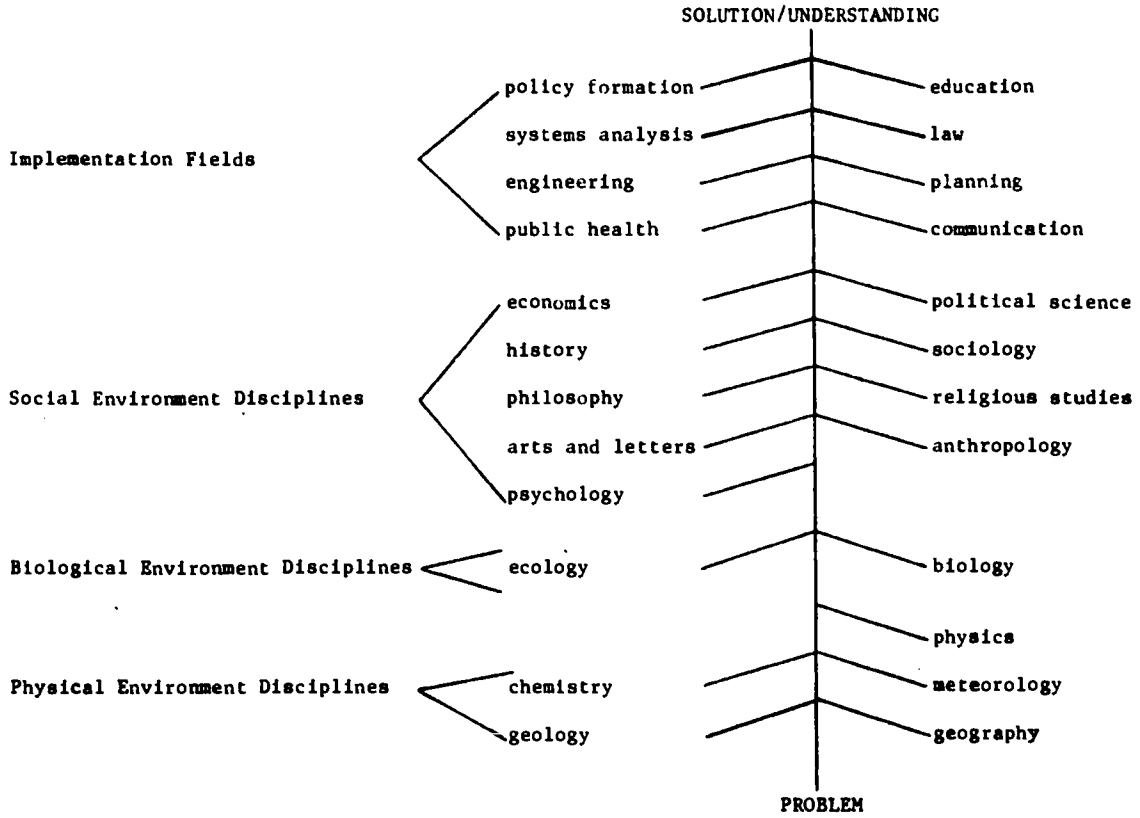 SOLUTION/UNDERSTANDING
policy formation education
systems analysis law
Implementation Fields
engineering planning
public health communication
economics political science
history sociology
Social Environment Disciplines philosophy religious studies
arts and letters anthropology
psychology
Biological Environment Disciplines ecology biology
physics
Physical Environment Disciplines chemistry meteorology
geology geography
PROBLEM